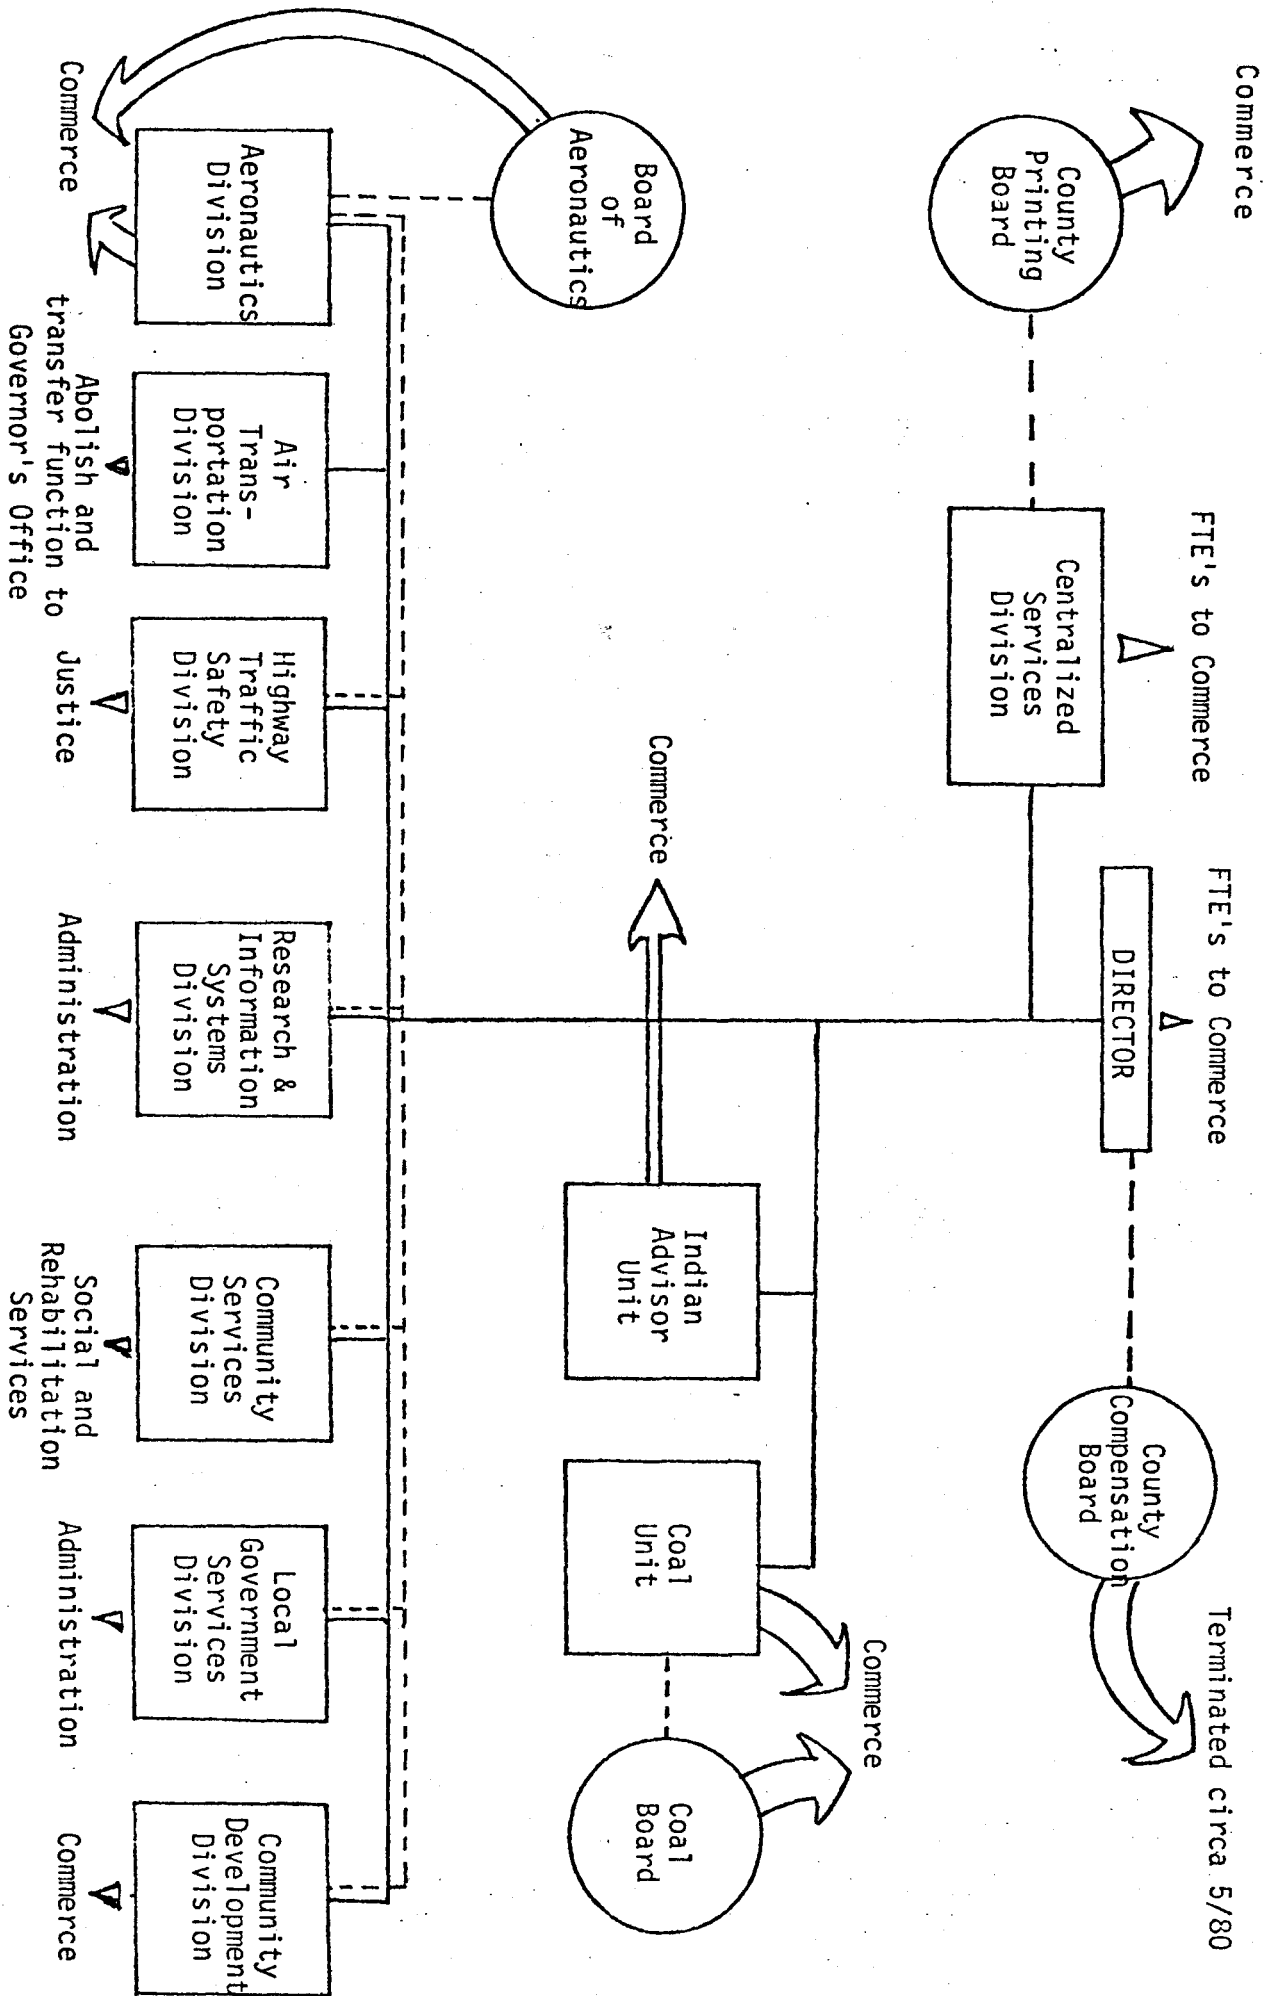 Commerce
FTE's to Commerce
FTE's to Commerce
Terminated circa 5/80
County
Printing
Board
Centralized
Services
Division
DIRECTOR
County
Compensation
Board
Commerce
Commerce
Board
of
Aeronautics
Indian
Advisor
Unit
Coal
Unit
Coal
Board
Aeronautics
Division
Air
Trans-
portation
Division
Highway
Traffic
Safety
Division
Research &
Information
Systems
Division
Community
Services
Division
Local
Government
Services
Division
Community
Development
Division
Commerce
Abolish and
transfer function to
Governor's Office
Justice
Administration
Social and
Rehabilitation
Services
Administration
Commerce